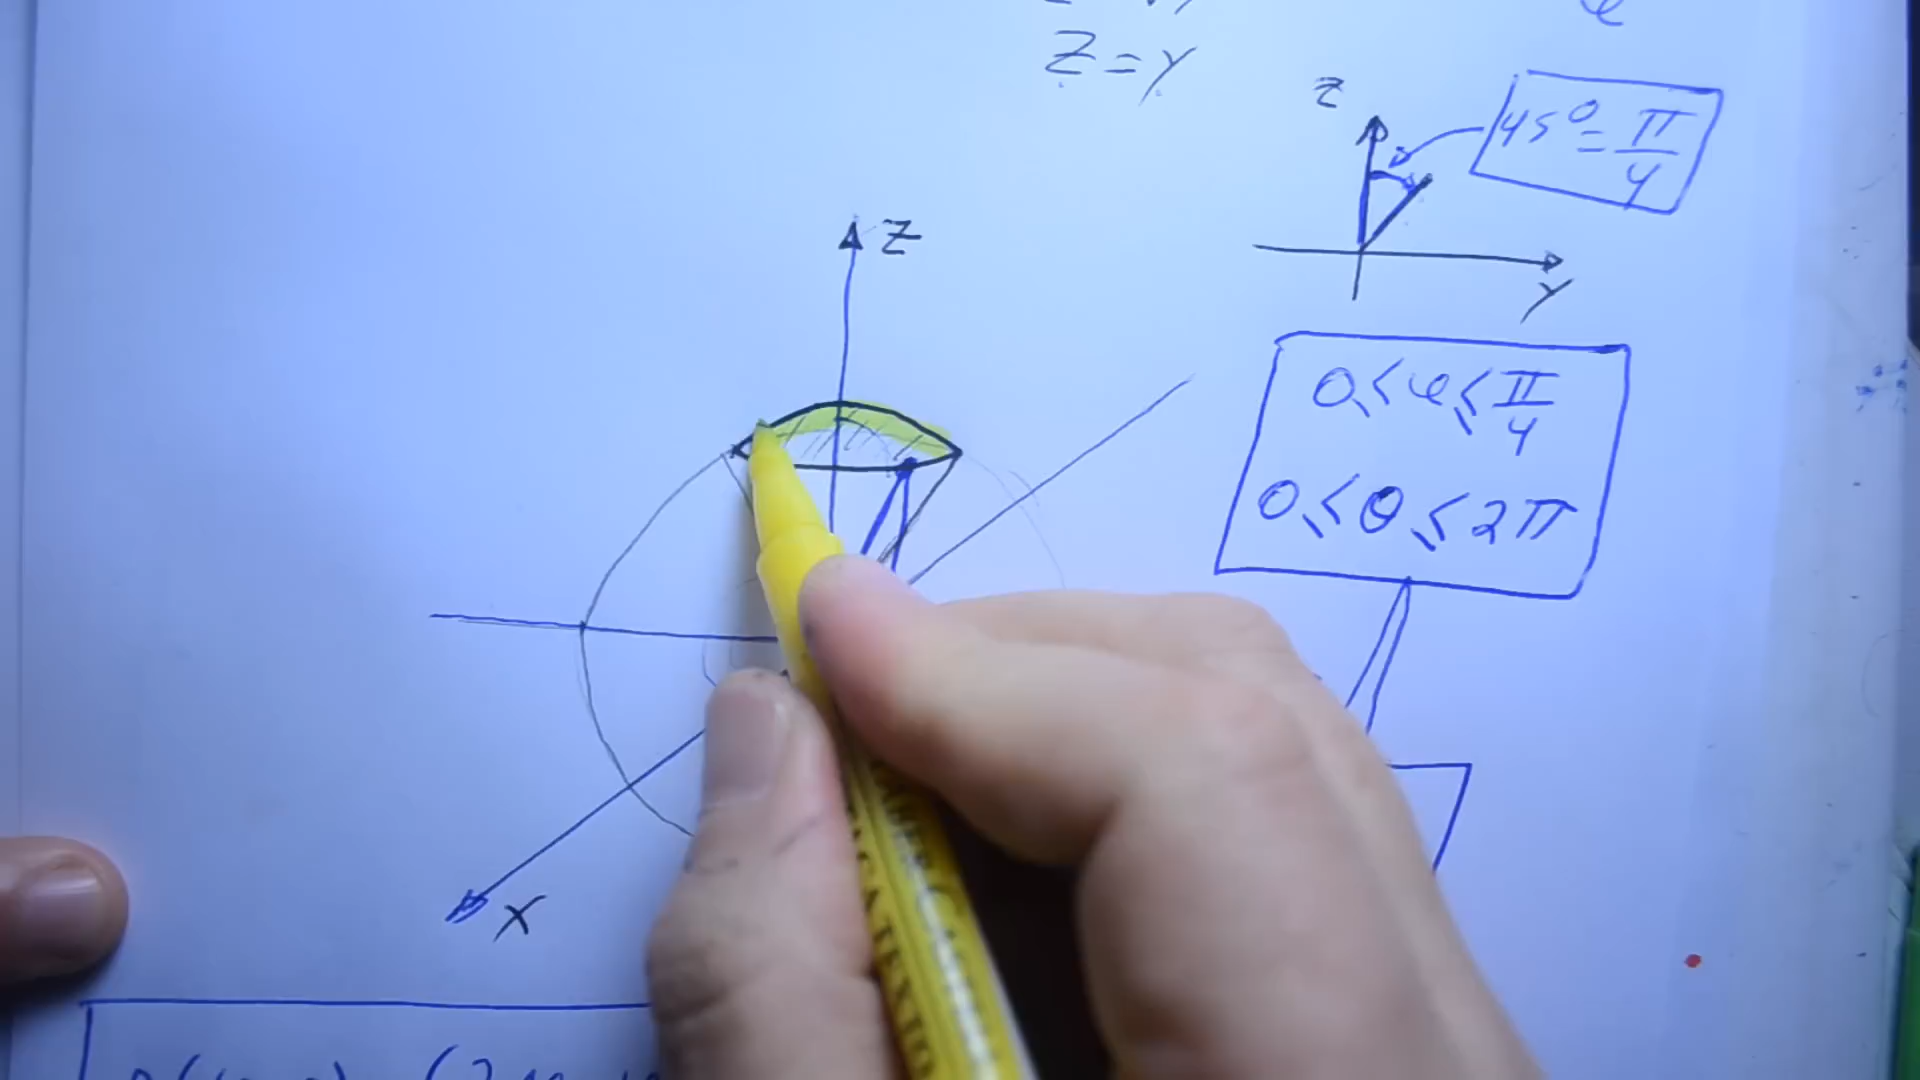 Z = Y
Z
45° = π/4
Z
Y
0 ≤ φ ≤ π/4
0 ≤ θ ≤ 2π
X